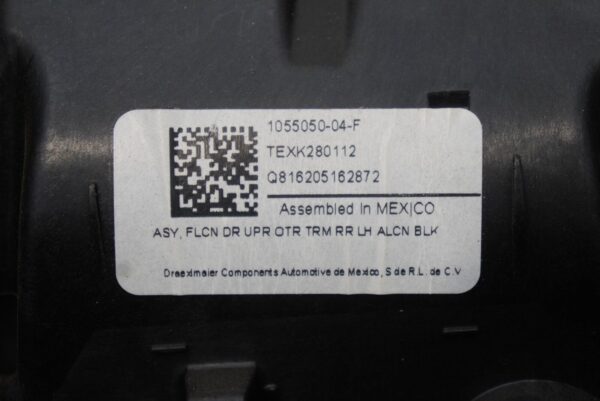 1055050-04-F
TEXK280112
Q816205162872
Assembled In MEXICO
ASY, FLCN DR UPR OTR TRM RR LH ALCN BLK
Draexlmaier Components Automotive de Mexico, S de R.L. de C.V